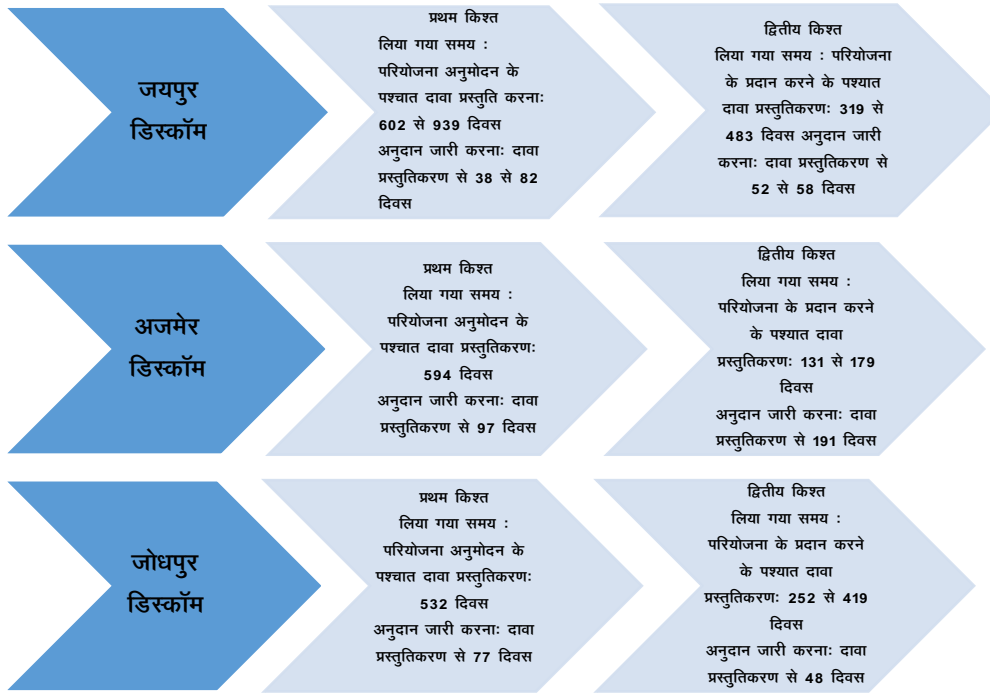 जयपुर
डिस्कॉम
प्रथम किश्त
लिया गया समय :
परियोजना अनुमोदन के
पश्चात दावा प्रस्तुति करनाः
602 से 939 दिवस
अनुदान जारी करनाः दावा
प्रस्तुतिकरण से 38 से 82
दिवस
द्वितीय किश्त
लिया गया समय : परियोजना
के प्रदान करने के पश्यात
दावा प्रस्तुतिकरणः 319 से
483 दिवस अनुदान जारी
करनाः दावा प्रस्तुतिकरण से
52 से 58 दिवस
अजमेर
डिस्कॉम
प्रथम किश्त
लिया गया समय :
परियोजना अनुमोदन के
पश्चात दावा प्रस्तुतिकरणः
594 दिवस
अनुदान जारी करनाः दावा
प्रस्तुतिकरण से 97 दिवस
द्वितीय किश्त
लिया गया समय :
परियोजना के प्रदान करने
के पश्यात दावा
प्रस्तुतिकरणः 131 से 179
दिवस
अनुदान जारी करनाः दावा
प्रस्तुतिकरण से 191 दिवस
जोधपुर
डिस्कॉम
प्रथम किश्त
लिया गया समय :
परियोजना अनुमोदन के
पश्चात दावा प्रस्तुतिकरणः
532 दिवस
अनुदान जारी करनाः दावा
प्रस्तुतिकरण से 77 दिवस
द्वितीय किश्त
लिया गया समय :
परियोजना के प्रदान करने
के पश्यात दावा
प्रस्तुतिकरणः 252 से 419
दिवस
अनुदान जारी करनाः दावा
प्रस्तुतिकरण से 48 दिवस